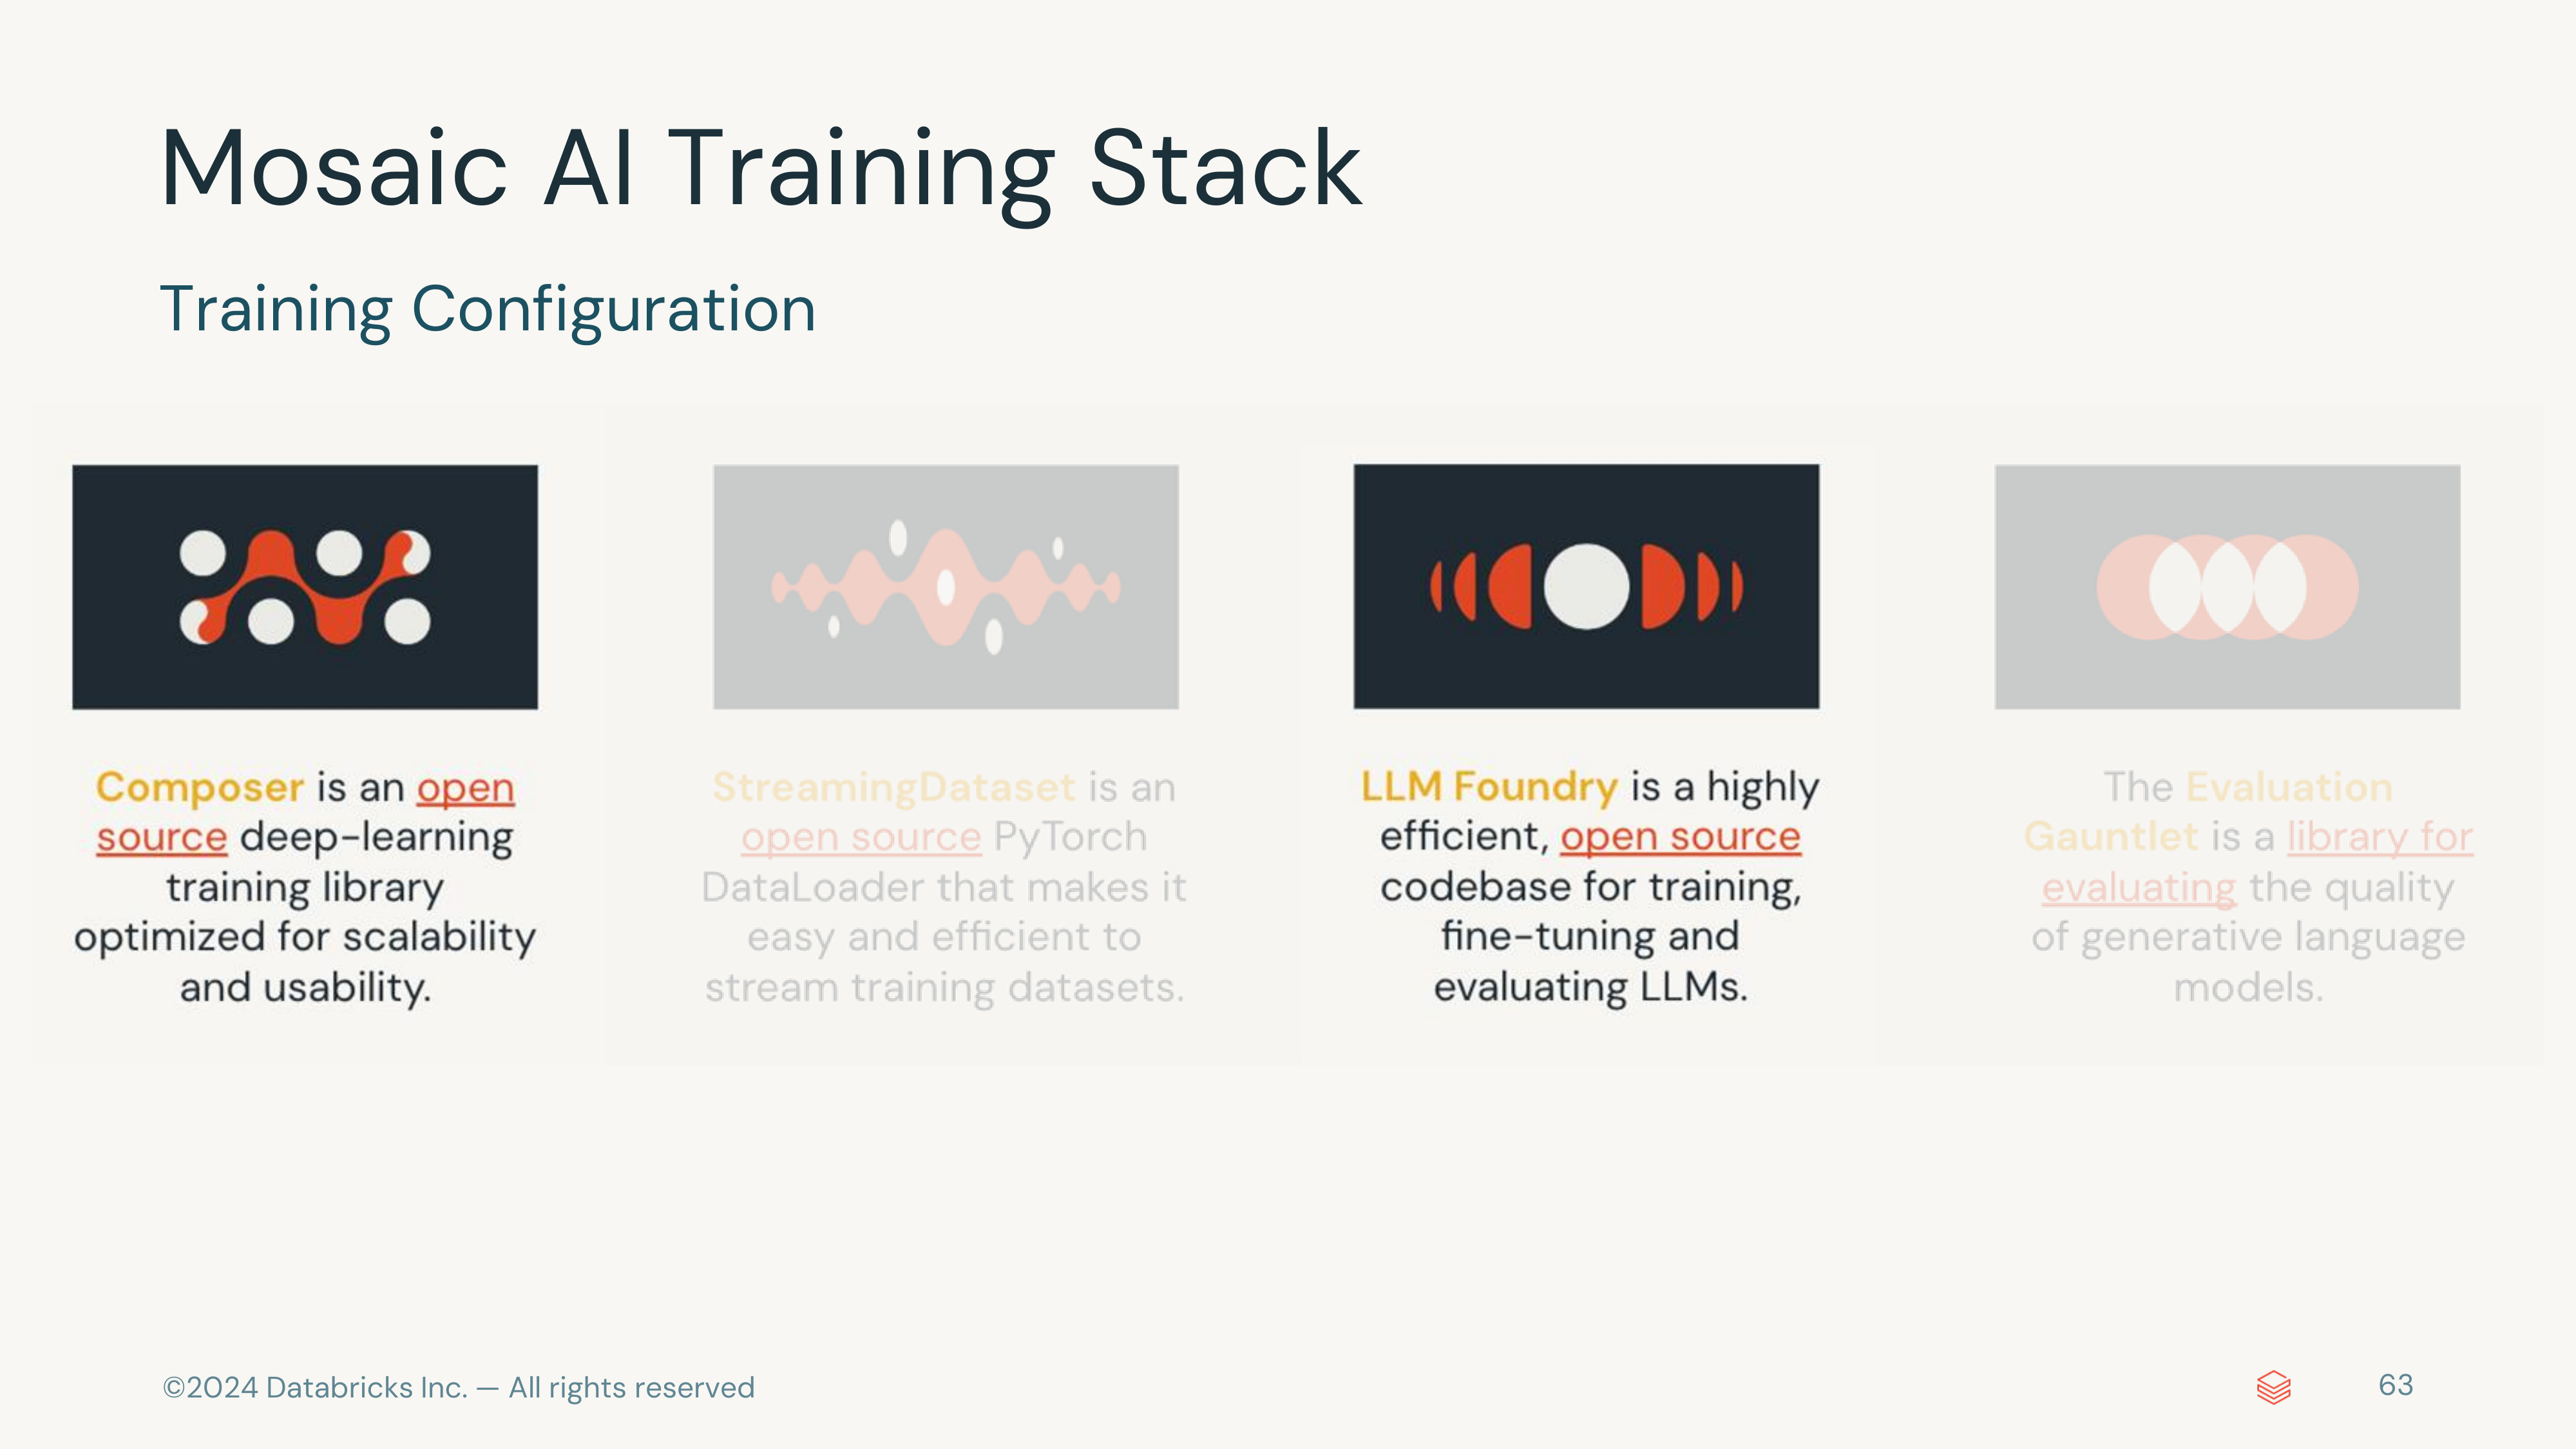 Mosaic AI Training Stack
Training Configuration
Composer is an open
source deep-learning
training library
optimized for scalability
and usability.
StreamingDataset is an
open source PyTorch
DataLoader that makes it
easy and efficient to
stream training datasets.
LLM Foundry is a highly
efficient, open source
codebase for training,
fine-tuning and
evaluating LLMs.
The Evaluation
Gauntlet is a library for
evaluating the quality
of generative language
models.
©2024 Databricks Inc. — All rights reserved
63